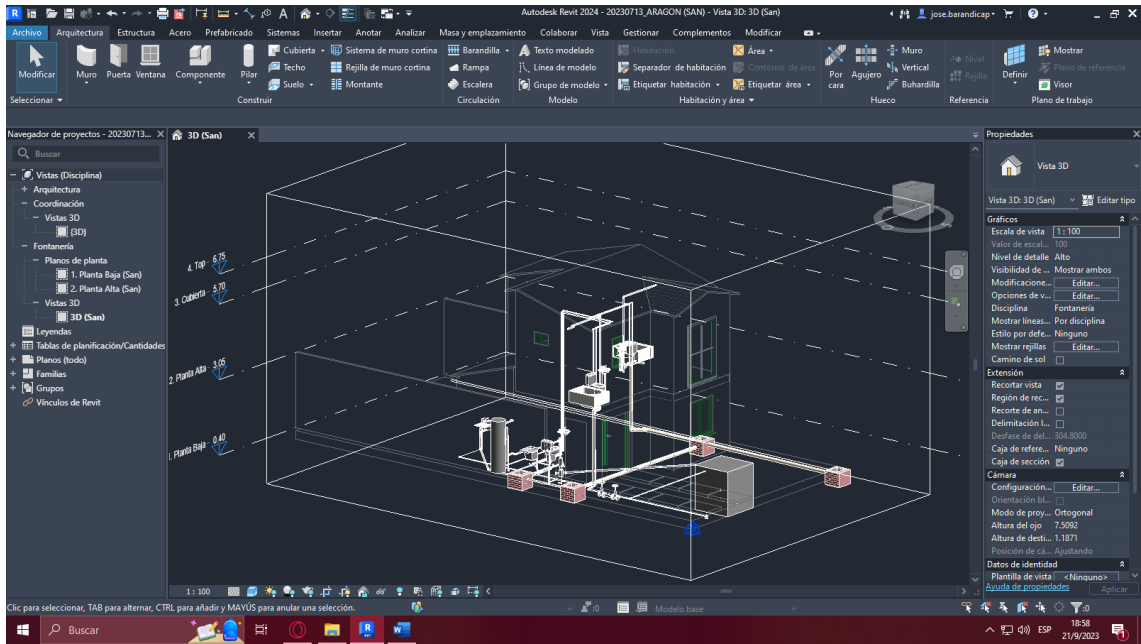 Autodesk Revit 2024 - 20230713_ARAGON (SAN) - Vista 3D: 3D (San)
jose.barandicap
Archivo Arquitectura Estructura Acero Prefabricado Sistemas Insertar Anotar Analizar Masa y emplazamiento Colaborar Vista Gestionar Complementos Modificar
Modificar
Muro
Puerta
Ventana
Componente
Pilar
Cubierta
Techo
Suelo
Sistema de muro cortina
Rejilla de muro cortina
Montante
Barandilla
Rampa
Escalera
Texto modelado
Línea de modelo
Grupo de modelo
Habitación
Separador de habitación
Etiquetar habitación
Área
Contorno de área
Etiquetar área
Por cara
Agujero
Muro
Vertical
Buhardilla
Nivel
Rejilla
Definir
Mostrar
Plano de referencia
Visor
Seleccionar Construir Circulación Modelo Habitación y área Hueco Referencia Plano de trabajo
Navegador de proyectos - 20230713...
Buscar
Vistas (Disciplina)
Arquitectura
Coordinación
Vistas 3D
{3D}
Fontanería
Planos de planta
1. Planta Baja (San)
2. Planta Alta (San)
Vistas 3D
3D (San)
Leyendas
Tablas de planificación/Cantidades
Planos (todo)
Familias
Grupos
Vínculos de Revit
3D (San)
4. Top 6.75
3. Cubierta 5.70
2. Planta Alta 3.05
1. Planta Baja 0.40
Propiedades
Vista 3D
Vista 3D: 3D (San) Editar tipo
Gráficos
Escala de vista 1 : 100
Valor de escal... 100
Nivel de detalle Alto
Visibilidad de ... Mostrar ambos
Modificacione... Editar...
Opciones de v... Editar...
Disciplina Fontanería
Mostrar líneas... Por disciplina
Estilo por defe... Ninguno
Mostrar rejillas Editar...
Camino de sol
Extensión
Recortar vista
Región de rec...
Recorte de an...
Delimitación l...
Desfase de del... 304.8000
Caja de refere... Ninguno
Caja de sección
Cámara
Configuración... Editar...
Orientación bl...
Modo de proy... Ortogonal
Altura del ojo 7.5092
Altura de desti... 1.1871
Posición de cá... Ajustando
Datos de identidad
Plantilla de vista <Ninguno>
Ayuda de propiedades Aplicar
1 : 100
Clic para seleccionar, TAB para alternar, CTRL para añadir y MAYÚS para anular una selección.
:0
Modelo base
:0
Buscar
ESP
18:58
21/9/2023